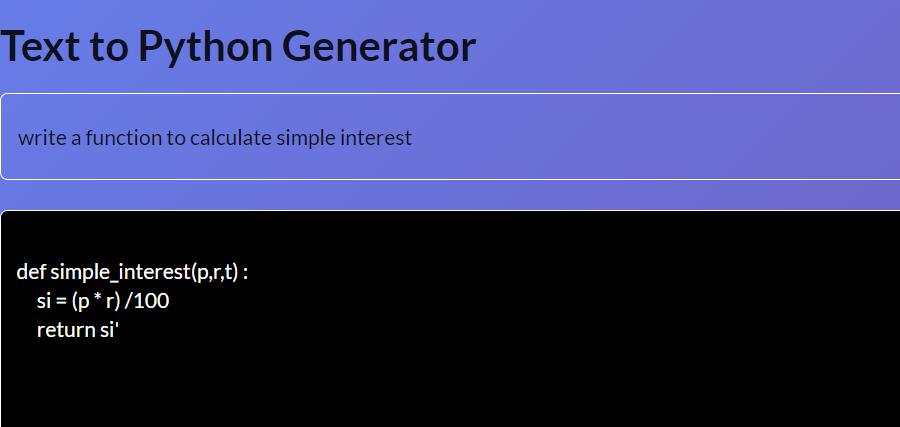 Text to Python Generator
write a function to calculate simple interest
def simple_interest(p,r,t) :
    si = (p * r) /100
    return si'